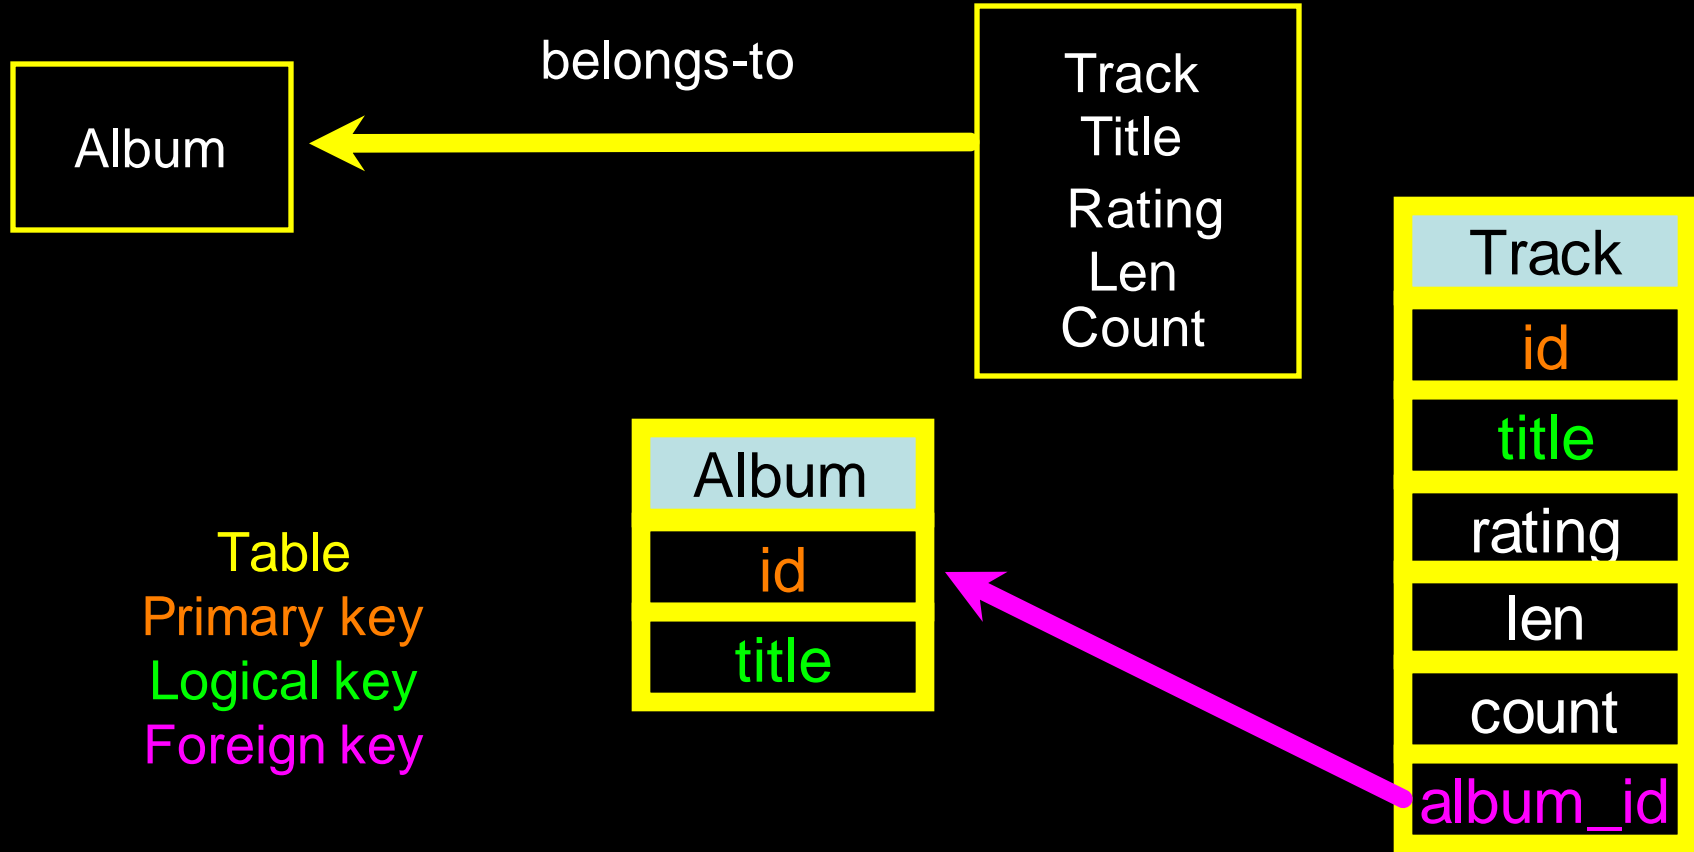 belongs-to
Album
Track
Title
Rating
Len
Count
Track
id
title
rating
len
count
album_id
Album
id
title
Table
Primary key
Logical key
Foreign key